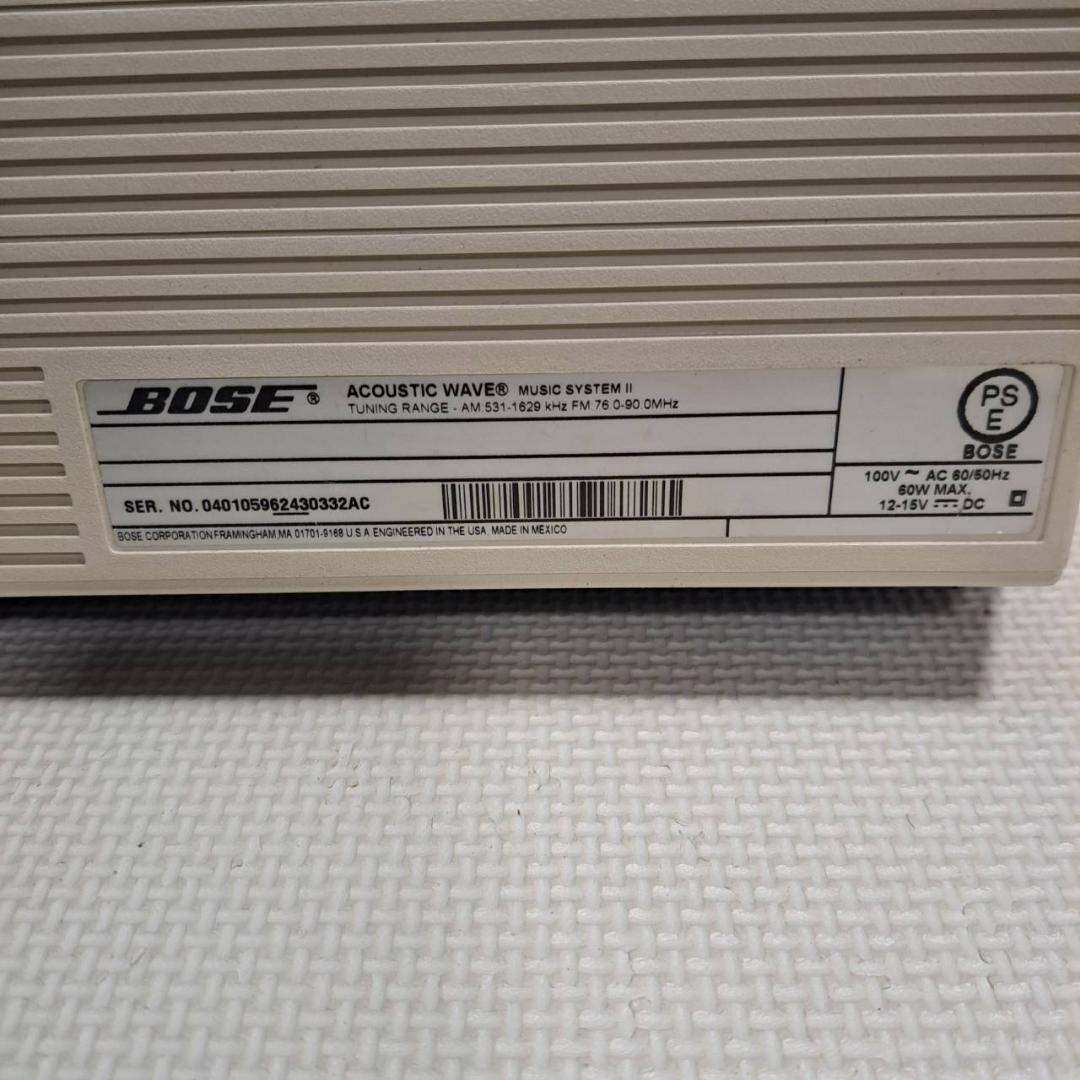 BOSE®
ACOUSTIC WAVE® MUSIC SYSTEM II
TUNING RANGE - AM 531-1629 kHz FM 76.0-90.0MHz
SER. NO. 040105962430332AC
BOSE CORPORATION FRAMINGHAM, MA 01701-9168 U S A ENGINEERED IN THE USA, MADE IN MEXICO
PS
E
BOSE
100V ~ AC 60/50Hz
60W MAX.
12-15V ⎓ DC